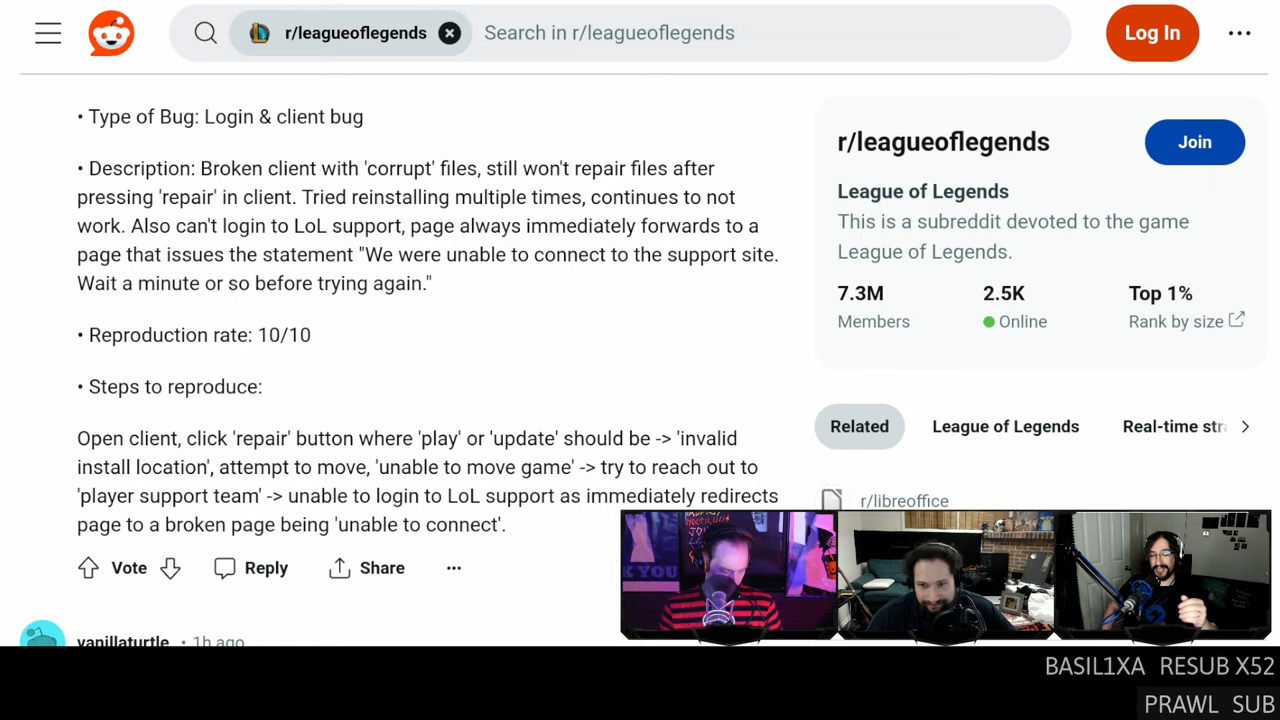 r/leagueoflegends
Search in r/leagueoflegends
Log In
• Type of Bug: Login & client bug
• Description: Broken client with 'corrupt' files, still won't repair files after
pressing 'repair' in client. Tried reinstalling multiple times, continues to not
work. Also can't login to LoL support, page always immediately forwards to a
page that issues the statement "We were unable to connect to the support site.
Wait a minute or so before trying again."
• Reproduction rate: 10/10
• Steps to reproduce:
Open client, click 'repair' button where 'play' or 'update' should be -> 'invalid
install location', attempt to move, 'unable to move game' -> try to reach out to
'player support team' -> unable to login to LoL support as immediately redirects
page to a broken page being 'unable to connect'.
Vote
Reply
Share
vanillaturtle • 1h ago
r/leagueoflegends
Join
League of Legends
This is a subreddit devoted to the game
League of Legends.
7.3M 2.5K Top 1%
Members Online Rank by size
Related League of Legends Real-time stra
r/libreoffice
BASIL1XA RESUB X52
PRAWL SUB